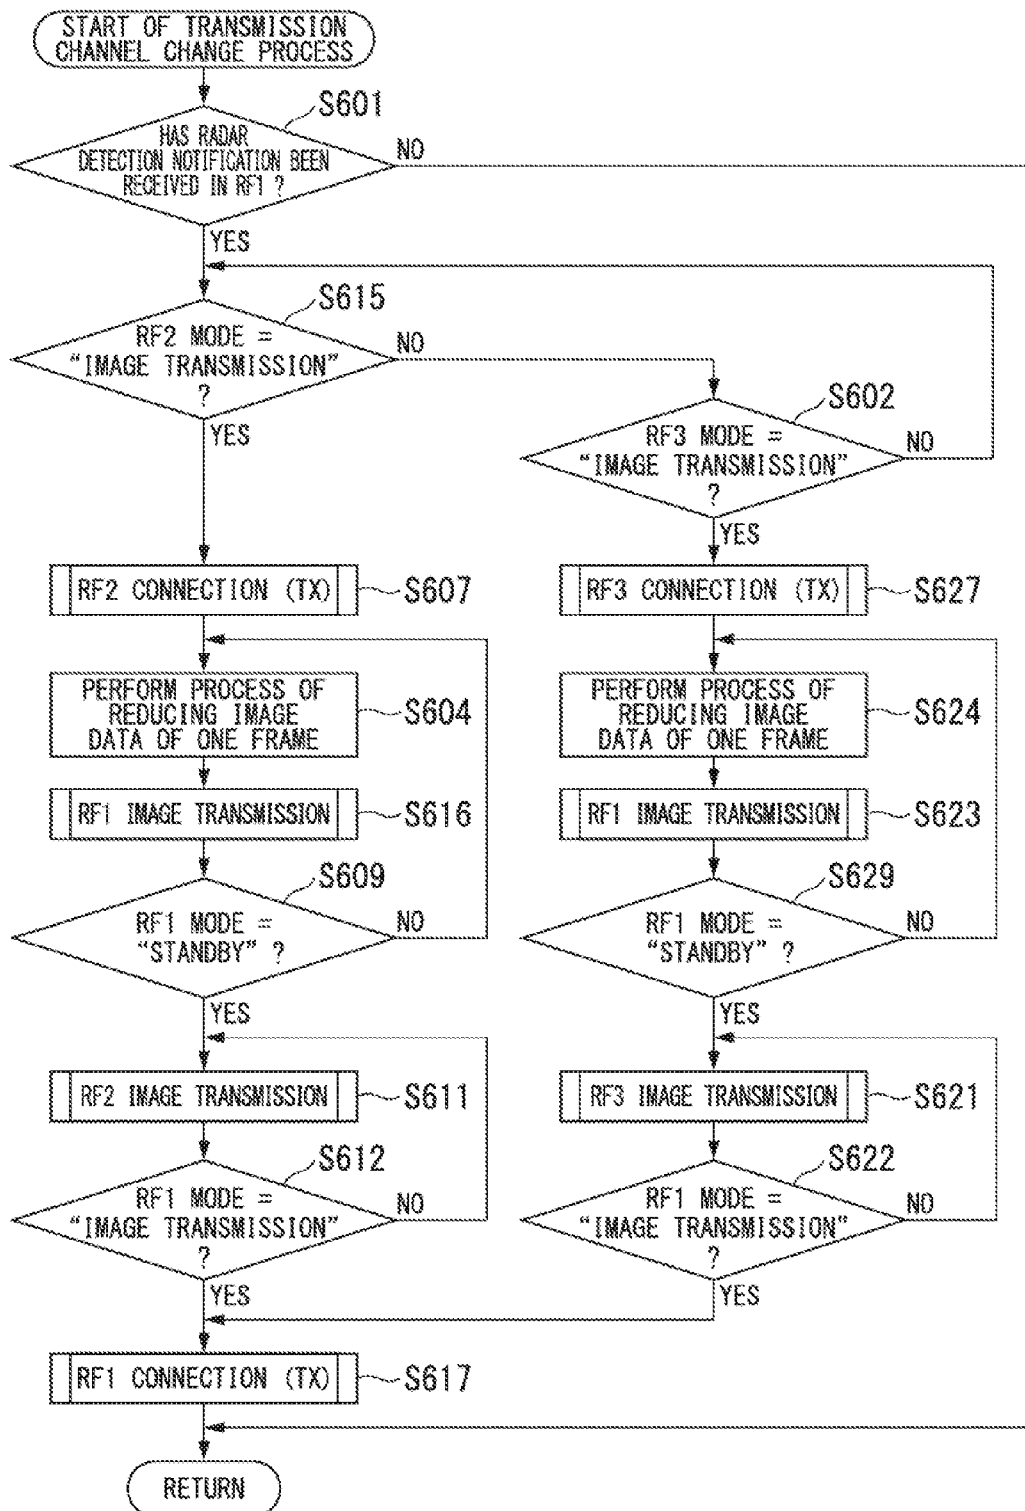 START OF TRANSMISSION
CHANNEL CHANGE PROCESS
S601
HAS RADAR
DETECTION NOTIFICATION BEEN
RECEIVED IN RF1 ?
NO
YES
S615
RF2 MODE =
“IMAGE TRANSMISSION”
?
NO
YES
S602
RF3 MODE =
“IMAGE TRANSMISSION”
?
NO
YES
RF2 CONNECTION (TX)
S607
RF3 CONNECTION (TX)
S627
PERFORM PROCESS OF
REDUCING IMAGE
DATA OF ONE FRAME
S604
PERFORM PROCESS OF
REDUCING IMAGE
DATA OF ONE FRAME
S624
RF1 IMAGE TRANSMISSION
S616
RF1 IMAGE TRANSMISSION
S623
S609
RF1 MODE =
“STANDBY” ?
NO
YES
S629
RF1 MODE =
“STANDBY” ?
NO
YES
RF2 IMAGE TRANSMISSION
S611
RF3 IMAGE TRANSMISSION
S621
S612
RF1 MODE =
“IMAGE TRANSMISSION”
?
NO
YES
S622
RF1 MODE =
“IMAGE TRANSMISSION”
?
NO
YES
RF1 CONNECTION (TX)
S617
RETURN